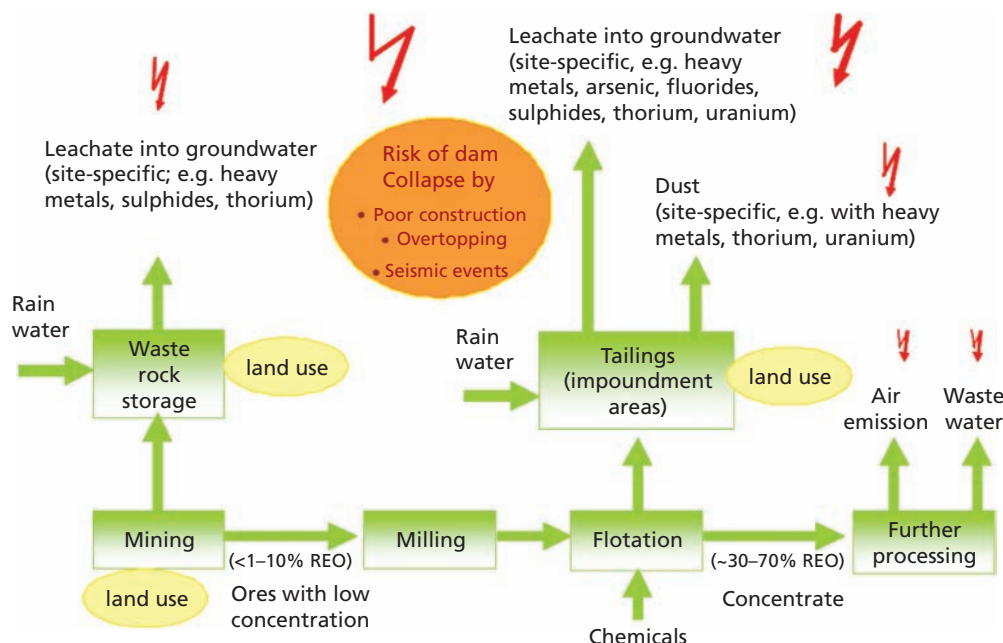 Leachate into groundwater
(site-specific; e.g. heavy
metals, sulphides, thorium)
Risk of dam
Collapse by
• Poor construction
• Overtopping
• Seismic events
Leachate into groundwater
(site-specific, e.g. heavy
metals, arsenic, fluorides,
sulphides, thorium, uranium)
Dust
(site-specific, e.g. with heavy
metals, thorium, uranium)
Rain
water
Waste
rock
storage
land use
Rain
water
Tailings
(impoundment
areas)
land use
Air
emission
Waste
water
Mining
(<1–10% REO)
Milling
Flotation
(~30–70% REO)
Further
processing
land use
Ores with low
concentration
Concentrate
Chemicals